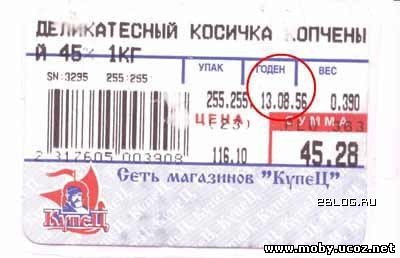 ДЕЛИКАТЕСНЫЙ КОСИЧКА КОПЧЕНЫ
Й 45% 1КГ
SN:3295 255:255
УПАК ГОДЕН ВЕС
255.255 13.08.56 0.390
ЦЕНА СУММА
116.10 45.28
2 317605 003908
Сеть магазинов "КупеЦ"
КупеЦ
2BLOG.RU
www.moby.ucoz.net